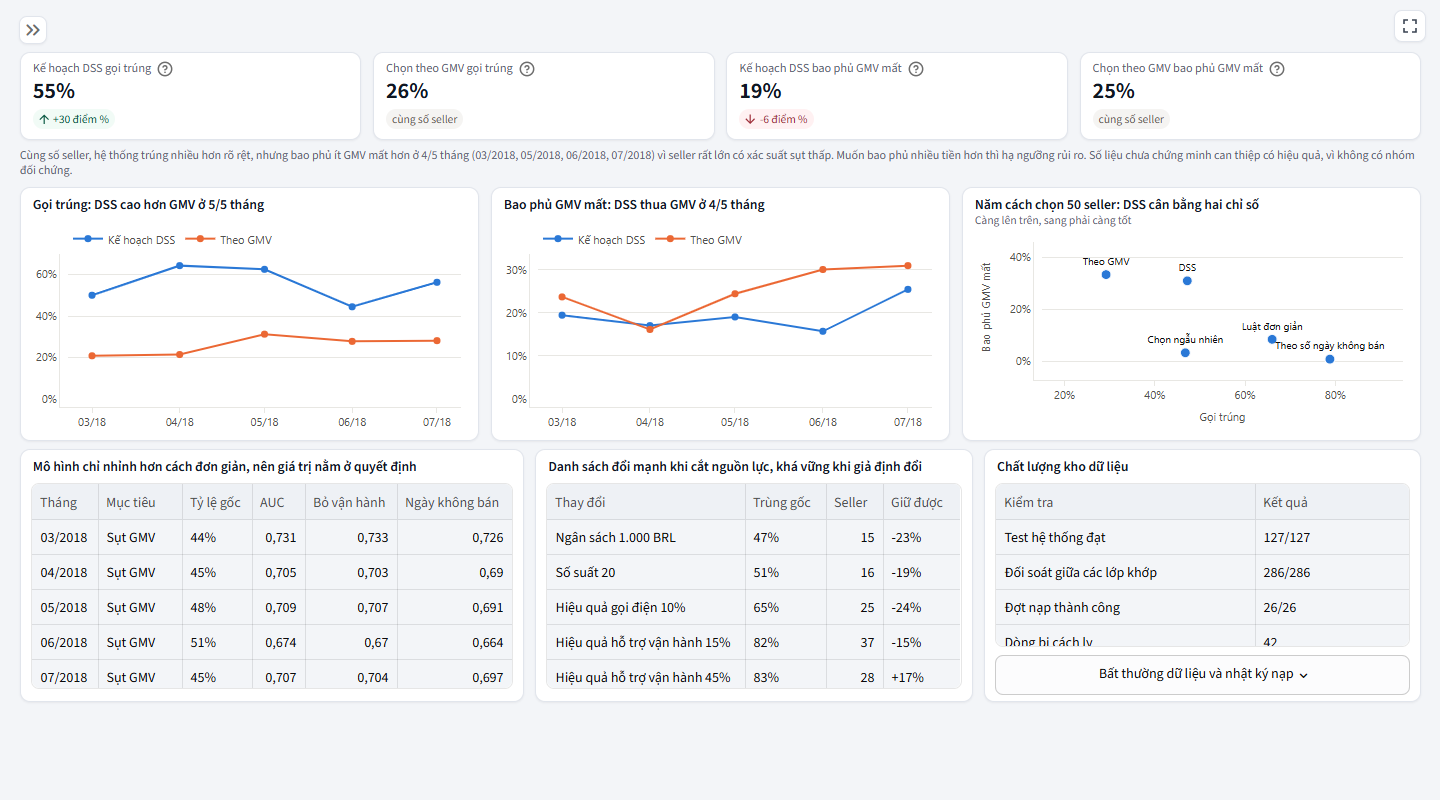 Kế hoạch DSS gọi trúng
55%
+30 điểm %
Chọn theo GMV gọi trúng
26%
cùng số seller
Kế hoạch DSS bao phủ GMV mất
19%
-6 điểm %
Chọn theo GMV bao phủ GMV mất
25%
cùng số seller
Cùng số seller, hệ thống trúng nhiều hơn rõ rệt, nhưng bao phủ ít GMV mất hơn ở 4/5 tháng (03/2018, 05/2018, 06/2018, 07/2018) vì seller rất lớn có xác suất sụt thấp. Muốn bao phủ nhiều tiền hơn thì hạ ngưỡng rủi ro. Số liệu chưa chứng minh can thiệp có hiệu quả, vì không có nhóm
đối chứng.
Gọi trúng: DSS cao hơn GMV ở 5/5 tháng
Kế hoạch DSS Theo GMV
60%
40%
20%
0%
03/18 04/18 05/18 06/18 07/18
Bao phủ GMV mất: DSS thua GMV ở 4/5 tháng
Kế hoạch DSS Theo GMV
30%
20%
10%
0%
03/18 04/18 05/18 06/18 07/18
Năm cách chọn 50 seller: DSS cân bằng hai chỉ số
Càng lên trên, sang phải càng tốt
Bao phủ GMV mất
40%
20%
0%
Theo GMV
DSS
Luật đơn giản
Chọn ngẫu nhiên
Theo số ngày không bán
20% 40% 60% 80%
Gọi trúng
Mô hình chỉ nhỉnh hơn cách đơn giản, nên giá trị nằm ở quyết định
Tháng Mục tiêu Tỷ lệ gốc AUC Bỏ vận hành Ngày không bán
03/2018 Sụt GMV 44% 0,731 0,733 0,726
04/2018 Sụt GMV 45% 0,705 0,703 0,69
05/2018 Sụt GMV 48% 0,709 0,707 0,691
06/2018 Sụt GMV 51% 0,674 0,67 0,664
07/2018 Sụt GMV 45% 0,707 0,704 0,697
Danh sách đổi mạnh khi cắt nguồn lực, khá vững khi giả định đổi
Thay đổi Trùng gốc Seller Giữ được
Ngân sách 1.000 BRL 47% 15 -23%
Số suất 20 51% 16 -19%
Hiệu quả gọi điện 10% 65% 25 -24%
Hiệu quả hỗ trợ vận hành 15% 82% 37 -15%
Hiệu quả hỗ trợ vận hành 45% 83% 28 +17%
Chất lượng kho dữ liệu
Kiểm tra Kết quả
Test hệ thống đạt 127/127
Đối soát giữa các lớp khớp 286/286
Đợt nạp thành công 26/26
Dòng bị cách ly 42
Bất thường dữ liệu và nhật ký nạp